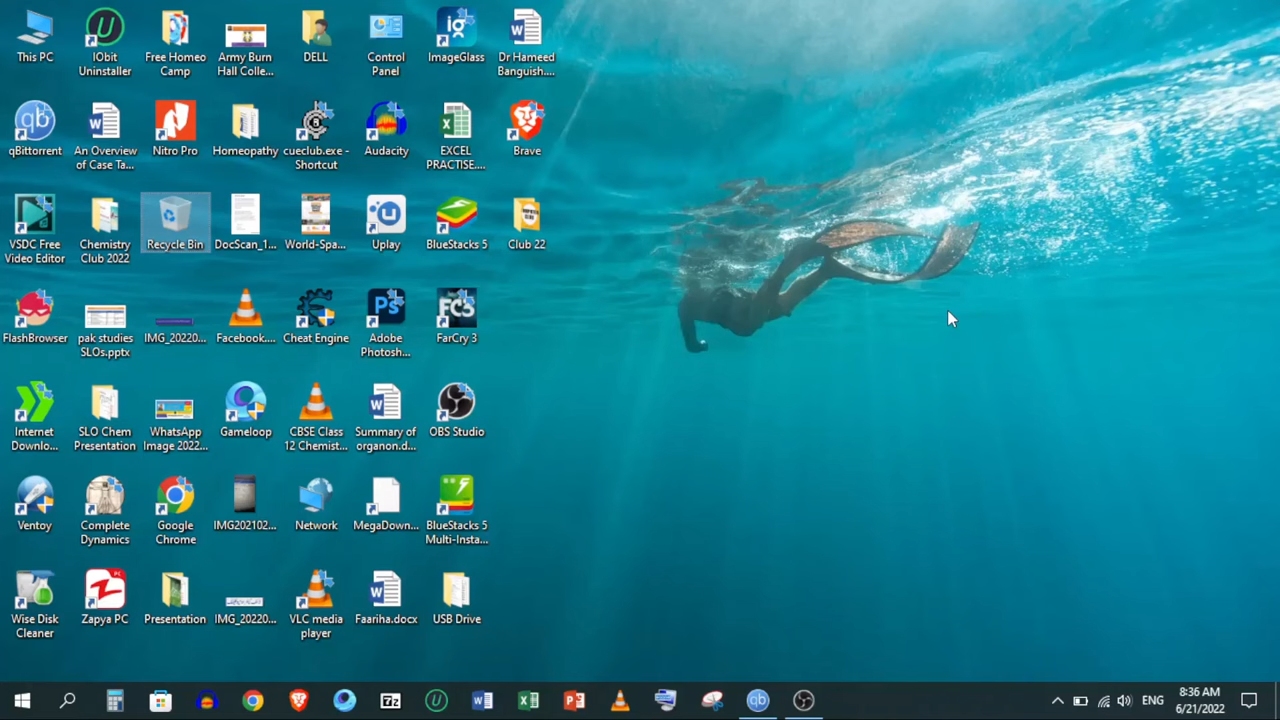 This PC
IObit
Uninstaller
Free Homeo
Camp
Army Burn
Hall Colle...
DELL
Control
Panel
ImageGlass
Dr Hameed
Banguish....
qBittorrent
An Overview
of Case Ta...
Nitro Pro
Homeopathy
cueclub.exe -
Shortcut
Audacity
EXCEL
PRACTISE....
Brave
VSDC Free
Video Editor
Chemistry
Club 2022
Recycle Bin
DocScan_1...
World-Spa...
Uplay
BlueStacks 5
Club 22
FlashBrowser
pak studies
SLOs.pptx
IMG_20220...
Facebook....
Cheat Engine
Adobe
Photosh...
FarCry 3
Internet
Downlo...
SLO Chem
Presentation
WhatsApp
Image 2022...
Gameloop
CBSE Class
12 Chemist...
Summary of
organon.d...
OBS Studio
Ventoy
Complete
Dynamics
Google
Chrome
IMG202102...
Network
MegaDown...
BlueStacks 5
Multi-Insta...
Wise Disk
Cleaner
Zapya PC
Presentation
IMG_20220...
VLC media
player
Faariha.docx
USB Drive
ENG
8:36 AM
6/21/2022